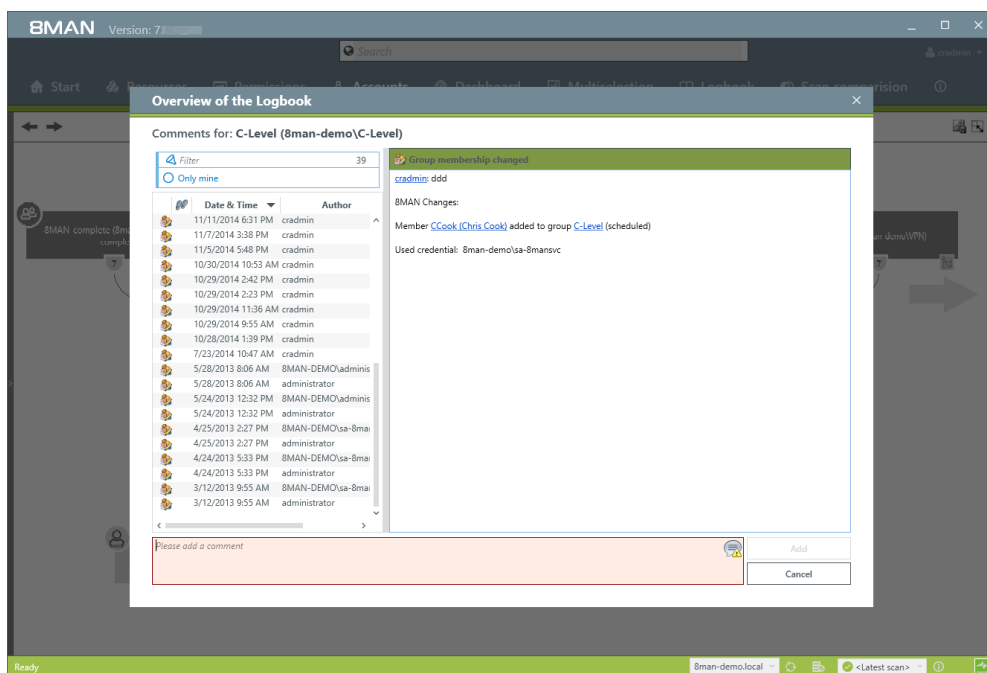 8MAN Version: 7.
Search
cradmin
Start Resources Permissions Accounts Dashboard Multiselection Logbook Scan comparision
Overview of the Logbook
Comments for: C-Level (8man-demo\C-Level)
Filter 39
Only mine
Date & Time Author
11/11/2014 6:31 PM cradmin
11/7/2014 3:38 PM cradmin
11/5/2014 5:48 PM cradmin
10/30/2014 10:53 AM cradmin
10/29/2014 2:42 PM cradmin
10/29/2014 2:23 PM cradmin
10/29/2014 11:36 AM cradmin
10/29/2014 9:55 AM cradmin
10/28/2014 1:39 PM cradmin
7/23/2014 10:47 AM cradmin
5/28/2013 8:06 AM 8MAN-DEMO\adminis
5/28/2013 8:06 AM administrator
5/24/2013 12:32 PM 8MAN-DEMO\adminis
5/24/2013 12:32 PM administrator
4/25/2013 2:27 PM 8MAN-DEMO\sa-8mai
4/25/2013 2:27 PM administrator
4/24/2013 5:33 PM 8MAN-DEMO\sa-8mai
4/24/2013 5:33 PM administrator
3/12/2013 9:55 AM 8MAN-DEMO\sa-8mai
3/12/2013 9:55 AM administrator
Group membership changed
cradmin: ddd
8MAN Changes:
Member CCook (Chris Cook) added to group C-Level (scheduled)
Used credential: 8man-demo\sa-8mansvc
8MAN complete (8ma
comple
7
an demo\VPN)
7
Please add a comment
Add
Cancel
Ready
8man-demo.local
<Latest scan>